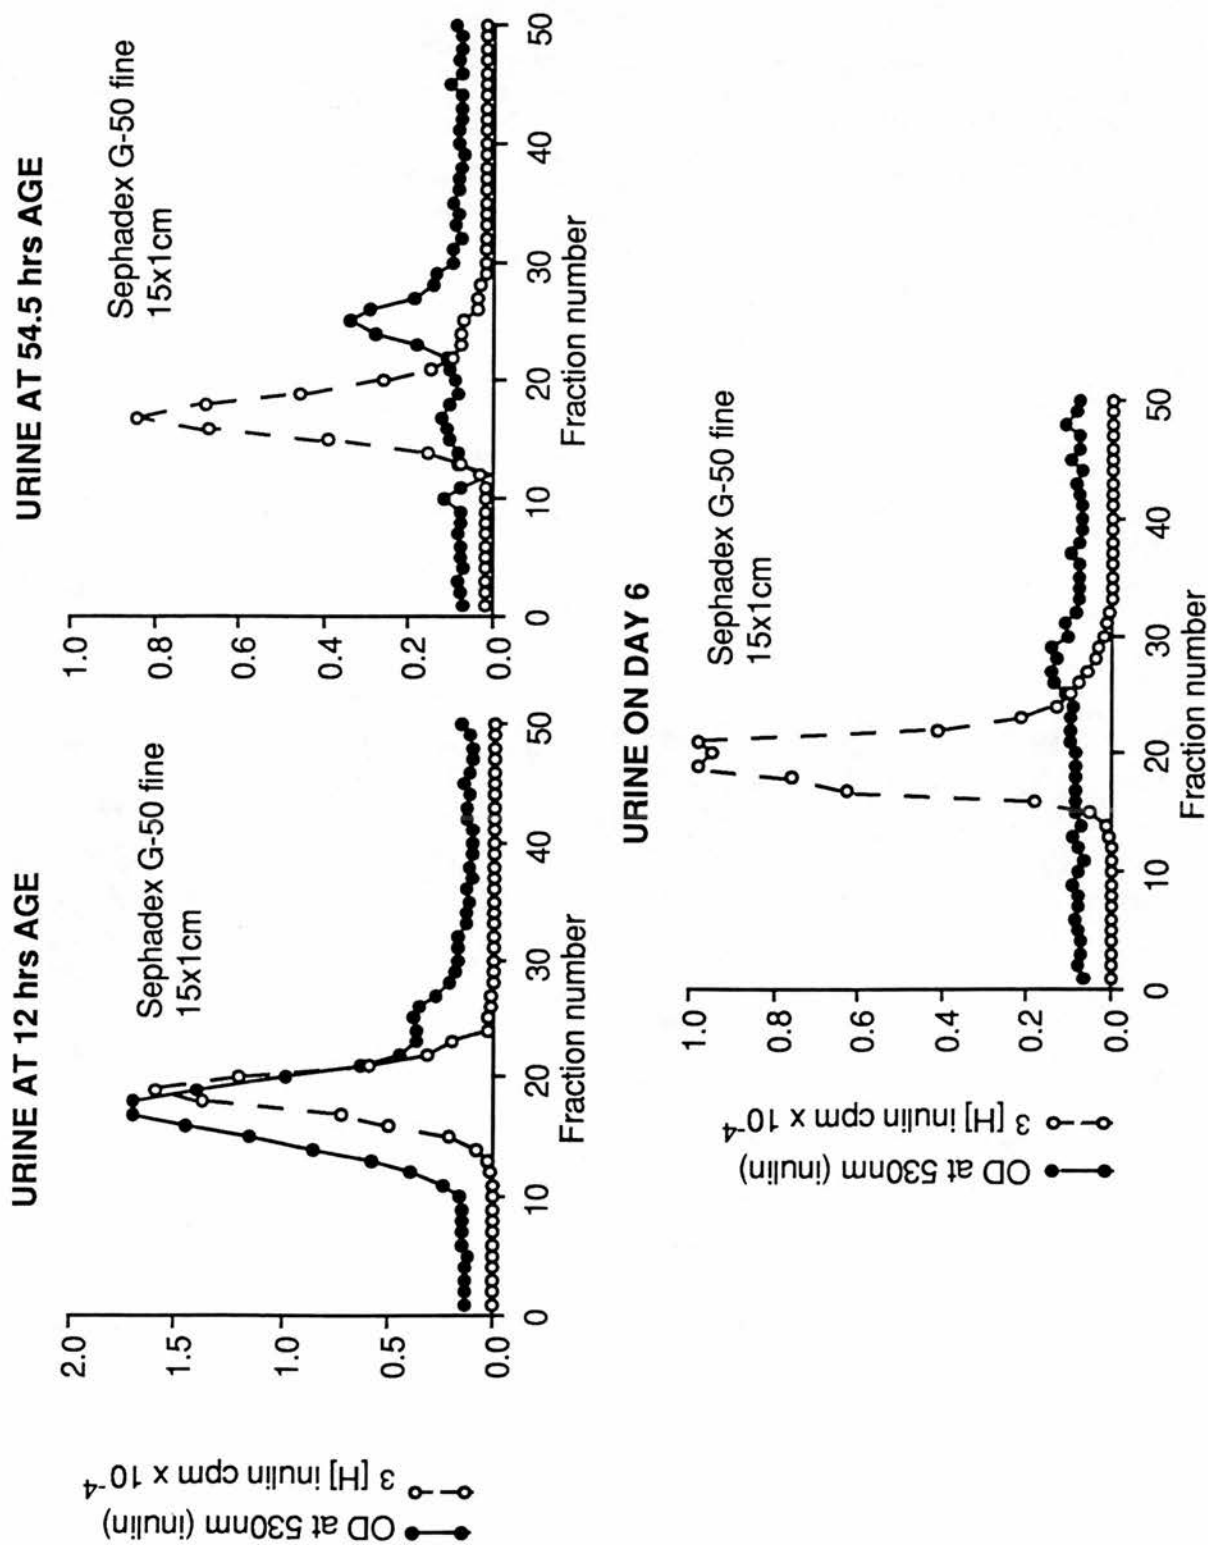 URINE AT 12 hrs AGE
Sephadex G-50 fine
15x1cm
2.0
1.5
1.0
0.5
0.0
0 10 20 30 40 50
Fraction number
OD at 530nm (inulin)
3 [H] inulin cpm x 10-4
URINE AT 54.5 hrs AGE
Sephadex G-50 fine
15x1cm
1.0
0.8
0.6
0.4
0.2
0.0
0 10 20 30 40 50
Fraction number
URINE ON DAY 6
Sephadex G-50 fine
15x1cm
1.0
0.8
0.6
0.4
0.2
0.0
0 10 20 30 40 50
Fraction number
OD at 530nm (inulin)
3 [H] inulin cpm x 10-4